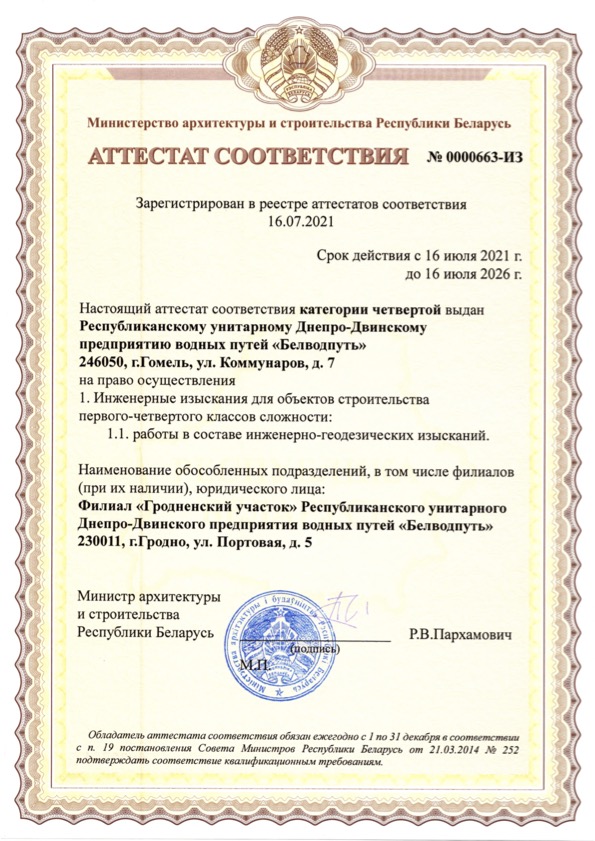 Министерство архитектуры и строительства Республики Беларусь
АТТЕСТАТ СООТВЕТСТВИЯ № 0000663-ИЗ
Зарегистрирован в реестре аттестатов соответствия
16.07.2021
Срок действия с 16 июля 2021 г.
до 16 июля 2026 г.
Настоящий аттестат соответствия категории четвертой выдан
Республиканскому унитарному Днепро-Двинскому
предприятию водных путей «Белводпуть»
246050, г.Гомель, ул. Коммунаров, д. 7
на право осуществления
1. Инженерные изыскания для объектов строительства
первого-четвертого классов сложности:
1.1. работы в составе инженерно-геодезических изысканий.
Наименование обособленных подразделений, в том числе филиалов
(при их наличии), юридического лица:
Филиал «Гродненский участок» Республиканского унитарного
Днепро-Двинского предприятия водных путей «Белводпуть»
230011, г.Гродно, ул. Портовая, д. 5
Министр архитектуры
и строительства
Республики Беларусь Р.В.Пархамович
(подпись)
М.П.
Міністэрства архітэктуры і будаўніцтва Рэспублікі Беларусь
Обладатель аттестата соответствия обязан ежегодно с 1 по 31 декабря в соответствии
с п. 19 постановления Совета Министров Республики Беларусь от 21.03.2014 № 252
подтверждать соответствие квалификационным требованиям.